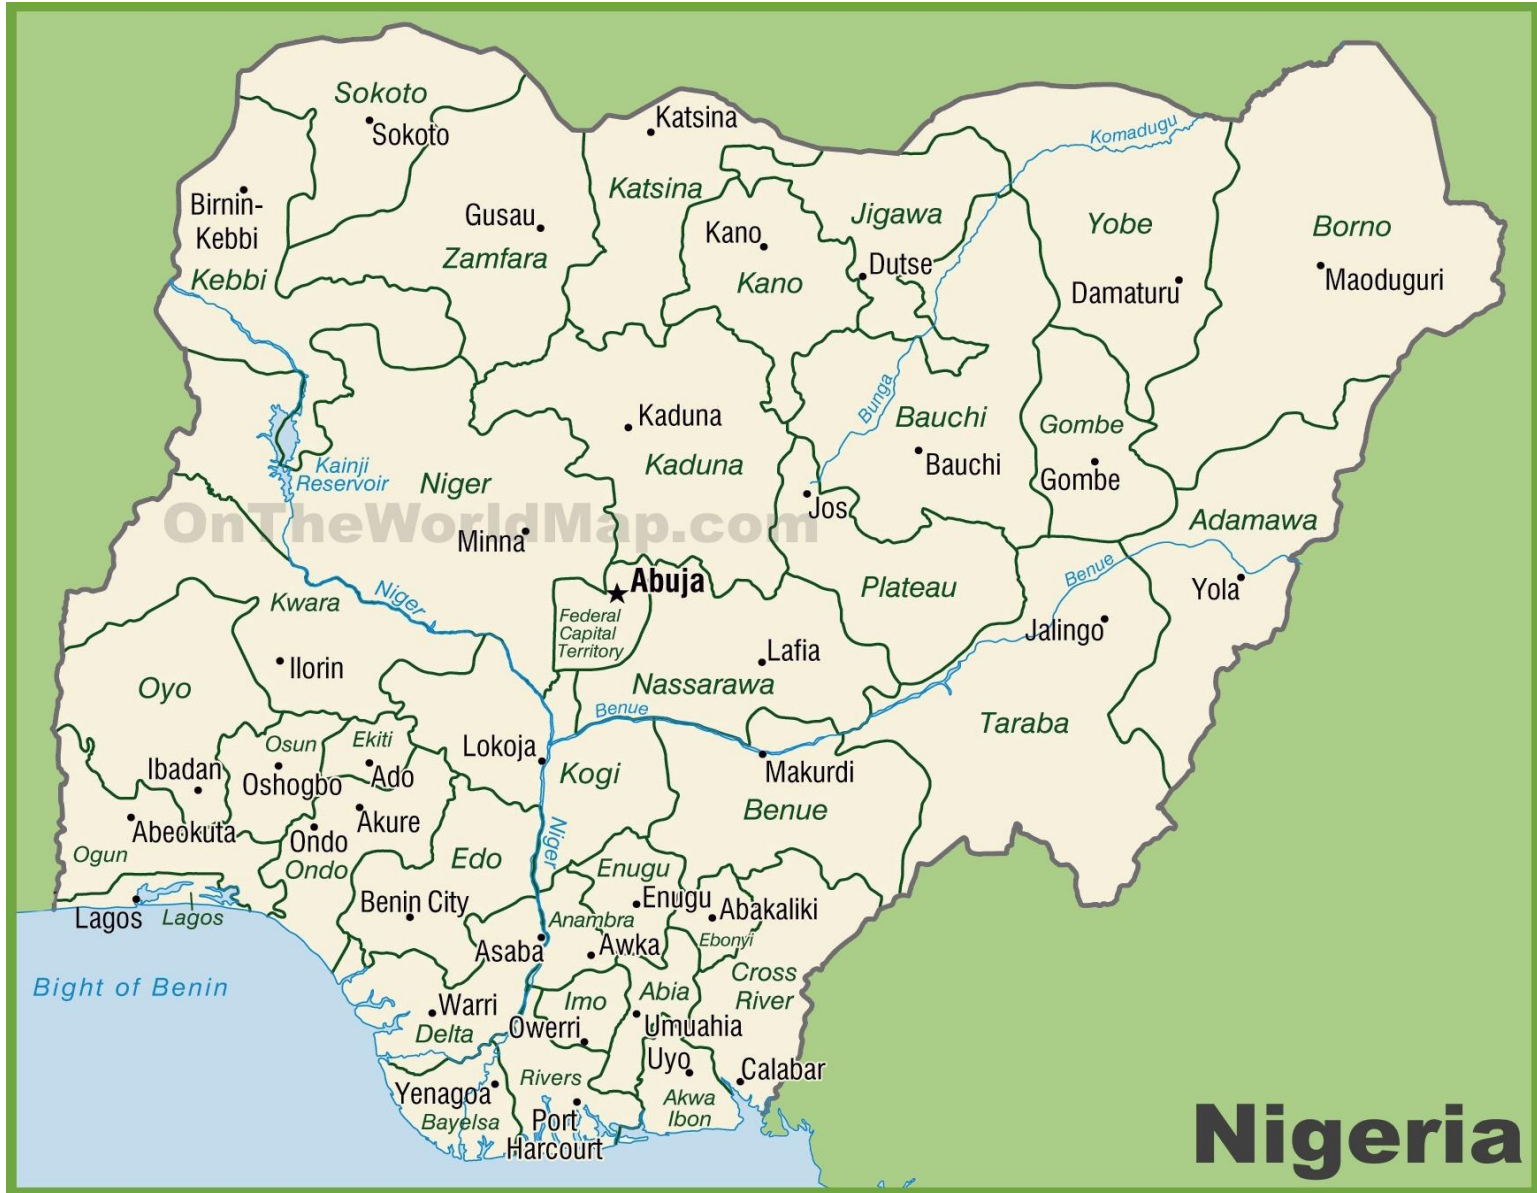 Sokoto
Sokoto
Katsina
Katsina
Komadugu
Birnin-
Kebbi
Kebbi
Gusau
Zamfara
Kano
Kano
Jigawa
Dutse
Yobe
Damaturu
Borno
Maoduguri
Kaduna
Kaduna
Bunga
Bauchi
Bauchi
Gombe
Gombe
Kainji
Reservoir
Niger
OnTheWorldMap.com
Minna
Jos
Adamawa
Abuja
Federal
Capital
Territory
Plateau
Benue
Yola
Jalingo
Kwara
Niger
Ilorin
Oyo
Lafia
Nassarawa
Benue
Taraba
Osun
Ekiti
Lokoja
Kogi
Ibadan
Oshogbo
Ado
Makurdi
Benue
Abeokuta
Akure
Ondo
Ondo
Ogun
Edo
Niger
Enugu
Enugu
Benin City
Abakaliki
Lagos
Lagos
Anambra
Asaba
Awka
Ebonyi
Cross
River
Bight of Benin
Warri
Delta
Imo
Owerri
Abia
Umuahia
Uyo
Calabar
Yenagoa
Bayelsa
Rivers
Port
Harcourt
Akwa
Ibon
Nigeria